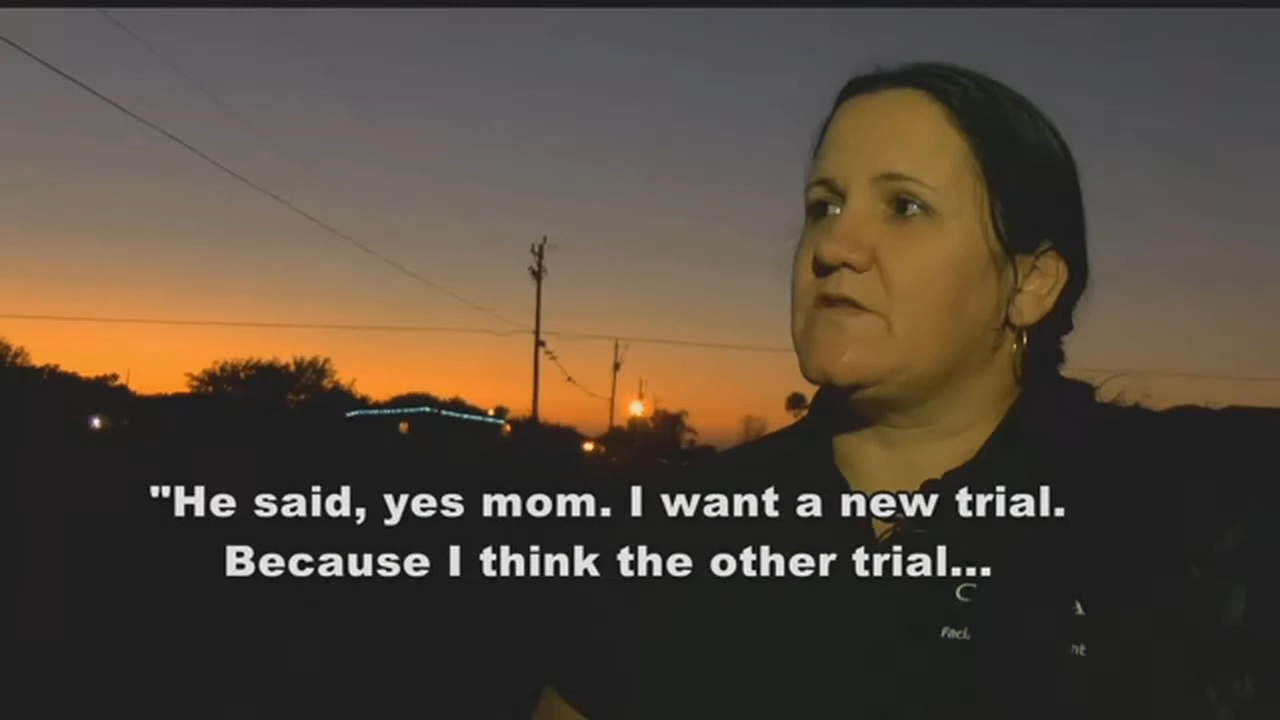 "He said, yes mom. I want a new trial.
Because I think the other trial...